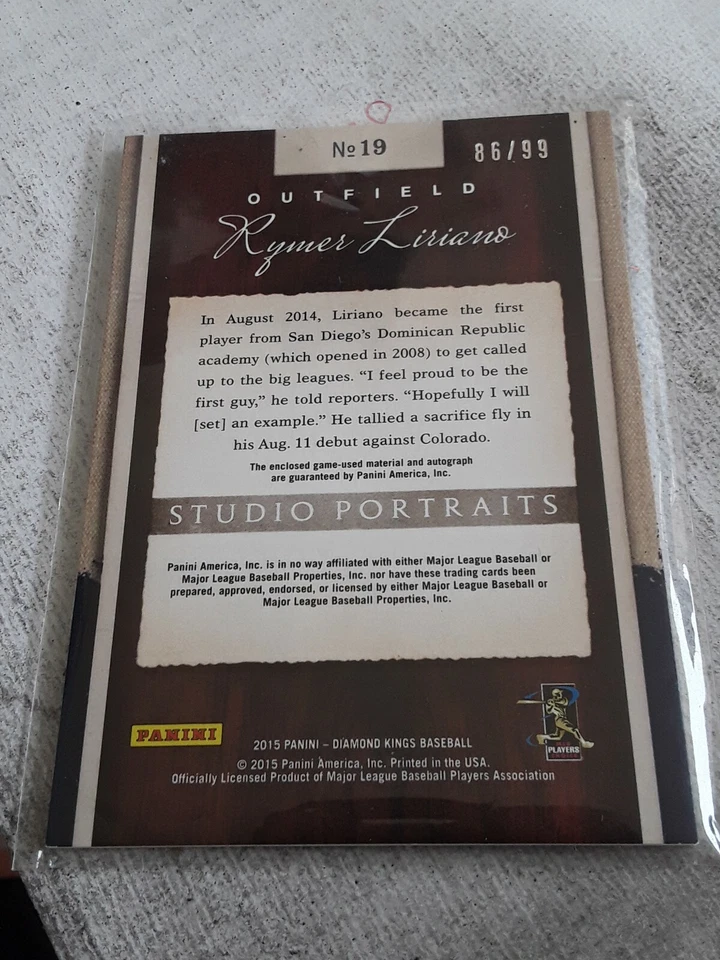 №19
86/99
OUTFIELD
Rymer Liriano
In August 2014, Liriano became the first
player from San Diego's Dominican Republic
academy (which opened in 2008) to get called
up to the big leagues. “I feel proud to be the
first guy,” he told reporters. “Hopefully I will
[set] an example.” He tallied a sacrifice fly in
his Aug. 11 debut against Colorado.
The enclosed game-used material and autograph
are guaranteed by Panini America, Inc.
STUDIO PORTRAITS
Panini America, Inc. is in no way affiliated with either Major League Baseball or
Major League Baseball Properties, Inc. nor have these trading cards been
prepared, approved, endorsed, or licensed by either Major League Baseball or
Major League Baseball Properties, Inc.
PANINI
PLAYERS
2015 PANINI – DIAMOND KINGS BASEBALL
© 2015 Panini America, Inc. Printed in the USA.
Officially Licensed Product of Major League Baseball Players Association